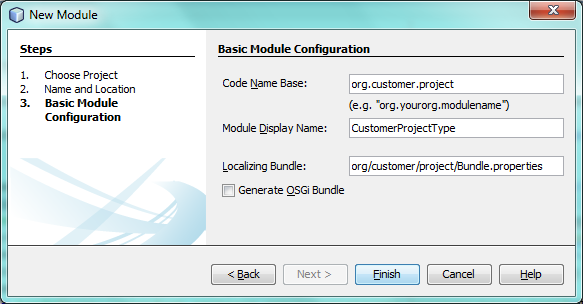 New Module
Steps
1. Choose Project
2. Name and Location
3. Basic Module
Configuration
Basic Module Configuration
Code Name Base: org.customer.project
(e.g. "org.yourorg.modulename")
Module Display Name: CustomerProjectType
Localizing Bundle: org/customer/project/Bundle.properties
Generate OSGi Bundle
< Back Next > Finish Cancel Help